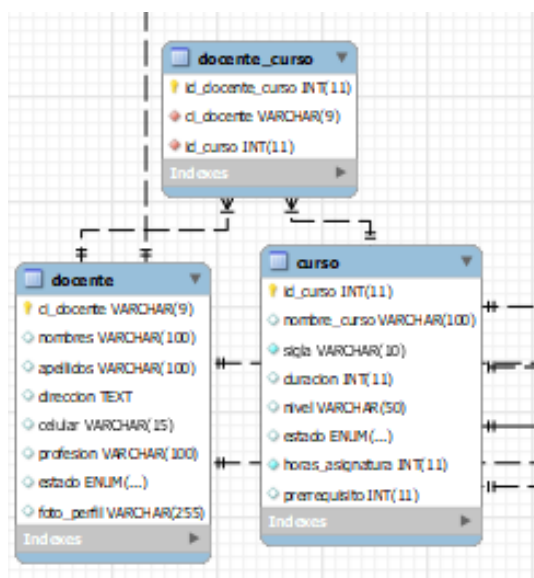 docente_curso
id_docente_curso INT(11)
ci_docente VARCHAR(9)
id_curso INT(11)
Indexes
docente
ci_docente VARCHAR(9)
nombres VARCHAR(100)
apellidos VARCHAR(100)
direccion TEXT
celular VARCHAR(15)
profesion VARCHAR(100)
estado ENUM(...)
foto_perfil VARCHAR(255)
Indexes
curso
id_curso INT(11)
nombre_curso VARCHAR(100)
sigla VARCHAR(10)
duracion INT(11)
nivel VARCHAR(50)
estado ENUM(...)
horas_asignatura INT(11)
prerrequisito INT(11)
Indexes